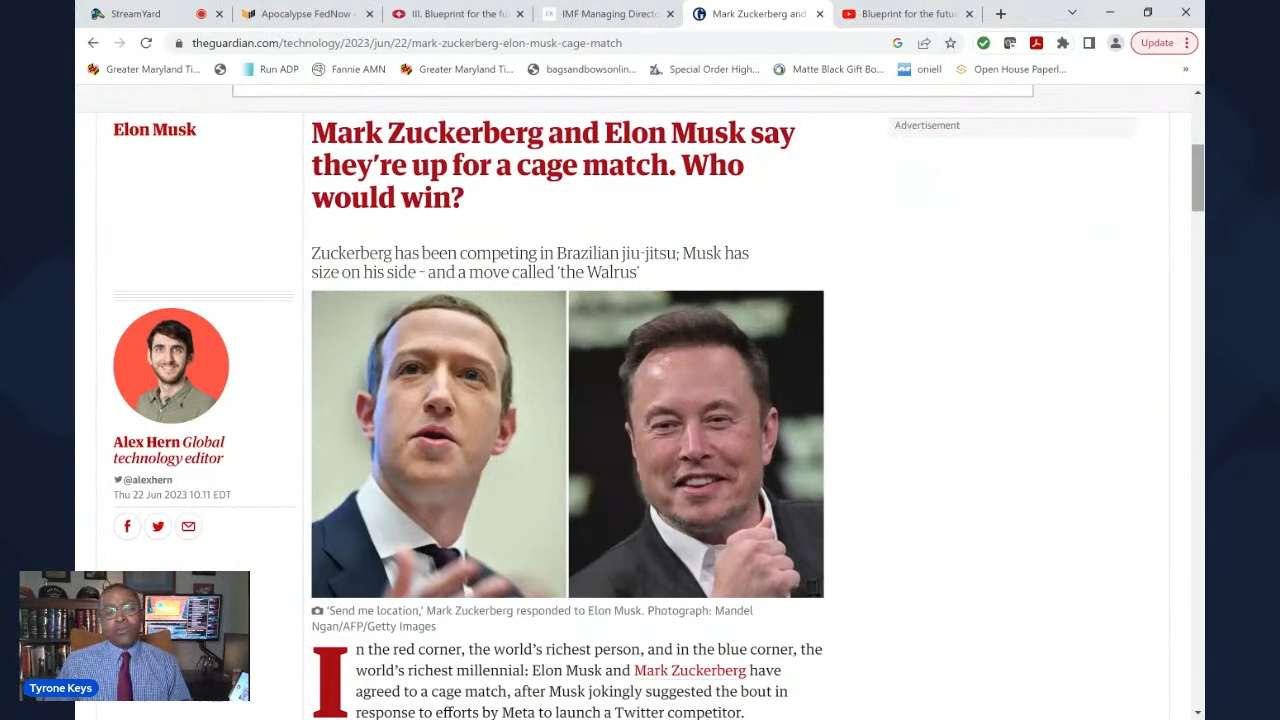 StreamYard
Apocalypse FedNow -
III. Blueprint for the fu
IMF Managing Directo
Mark Zuckerberg and
Blueprint for the futu
theguardian.com/technology/2023/jun/22/mark-zuckerberg-elon-musk-cage-match
Update
Greater Maryland Ti...
Run ADP
Fannie AMN
Greater Maryland Ti...
bagsandbowsonlin...
Special Order High...
Matte Black Gift Bo...
oniell
Open House Paperl...
»
Elon Musk
Mark Zuckerberg and Elon Musk say
they’re up for a cage match. Who
would win?
Advertisement
Zuckerberg has been competing in Brazilian jiu-jitsu; Musk has
size on his side – and a move called ‘the Walrus’
Alex Hern Global
technology editor
@alexhern
Thu 22 Jun 2023 10.11 EDT
‘Send me location,’ Mark Zuckerberg responded to Elon Musk. Photograph: Mandel
Ngan/AFP/Getty Images
In the red corner, the world’s richest person, and in the blue corner, the
world’s richest millennial: Elon Musk and Mark Zuckerberg have
agreed to a cage match, after Musk jokingly suggested the bout in
response to efforts by Meta to launch a Twitter competitor.
Tyrone Keys